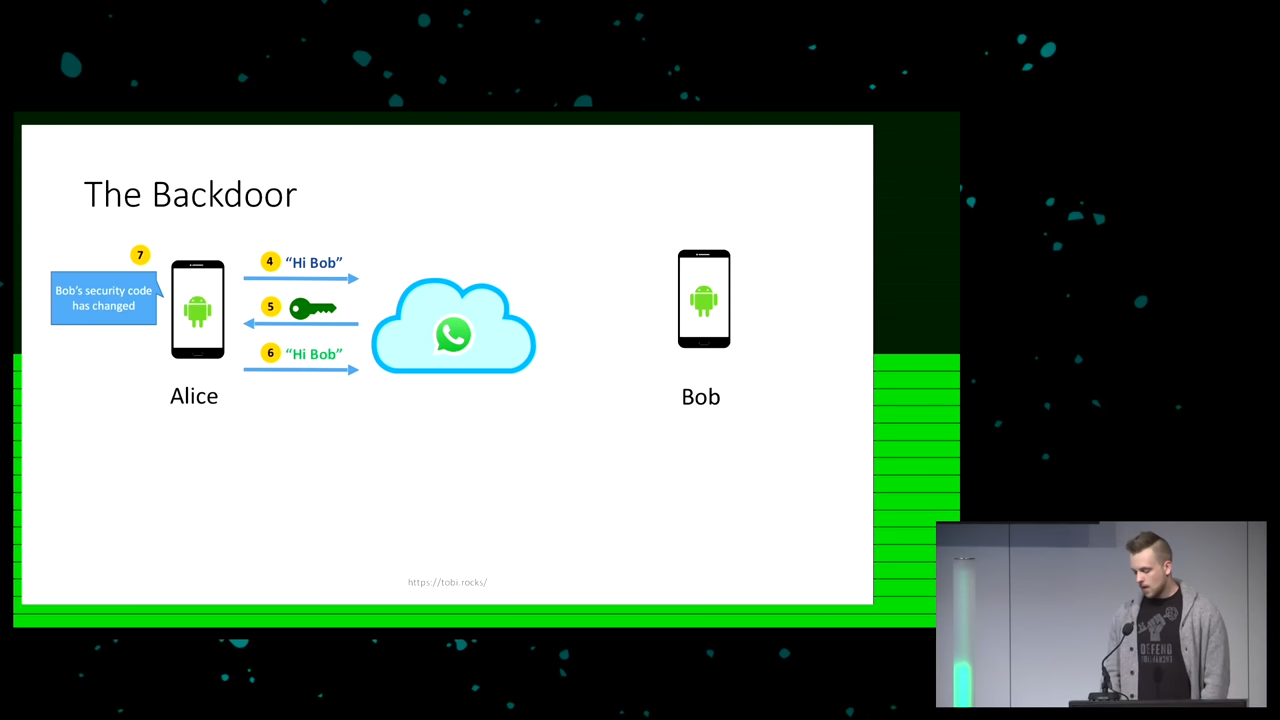 The Backdoor
7
Bob's security code
has changed
4 “Hi Bob”
5
6 “Hi Bob”
Alice
Bob
https://tobi.rocks/
DEFEND